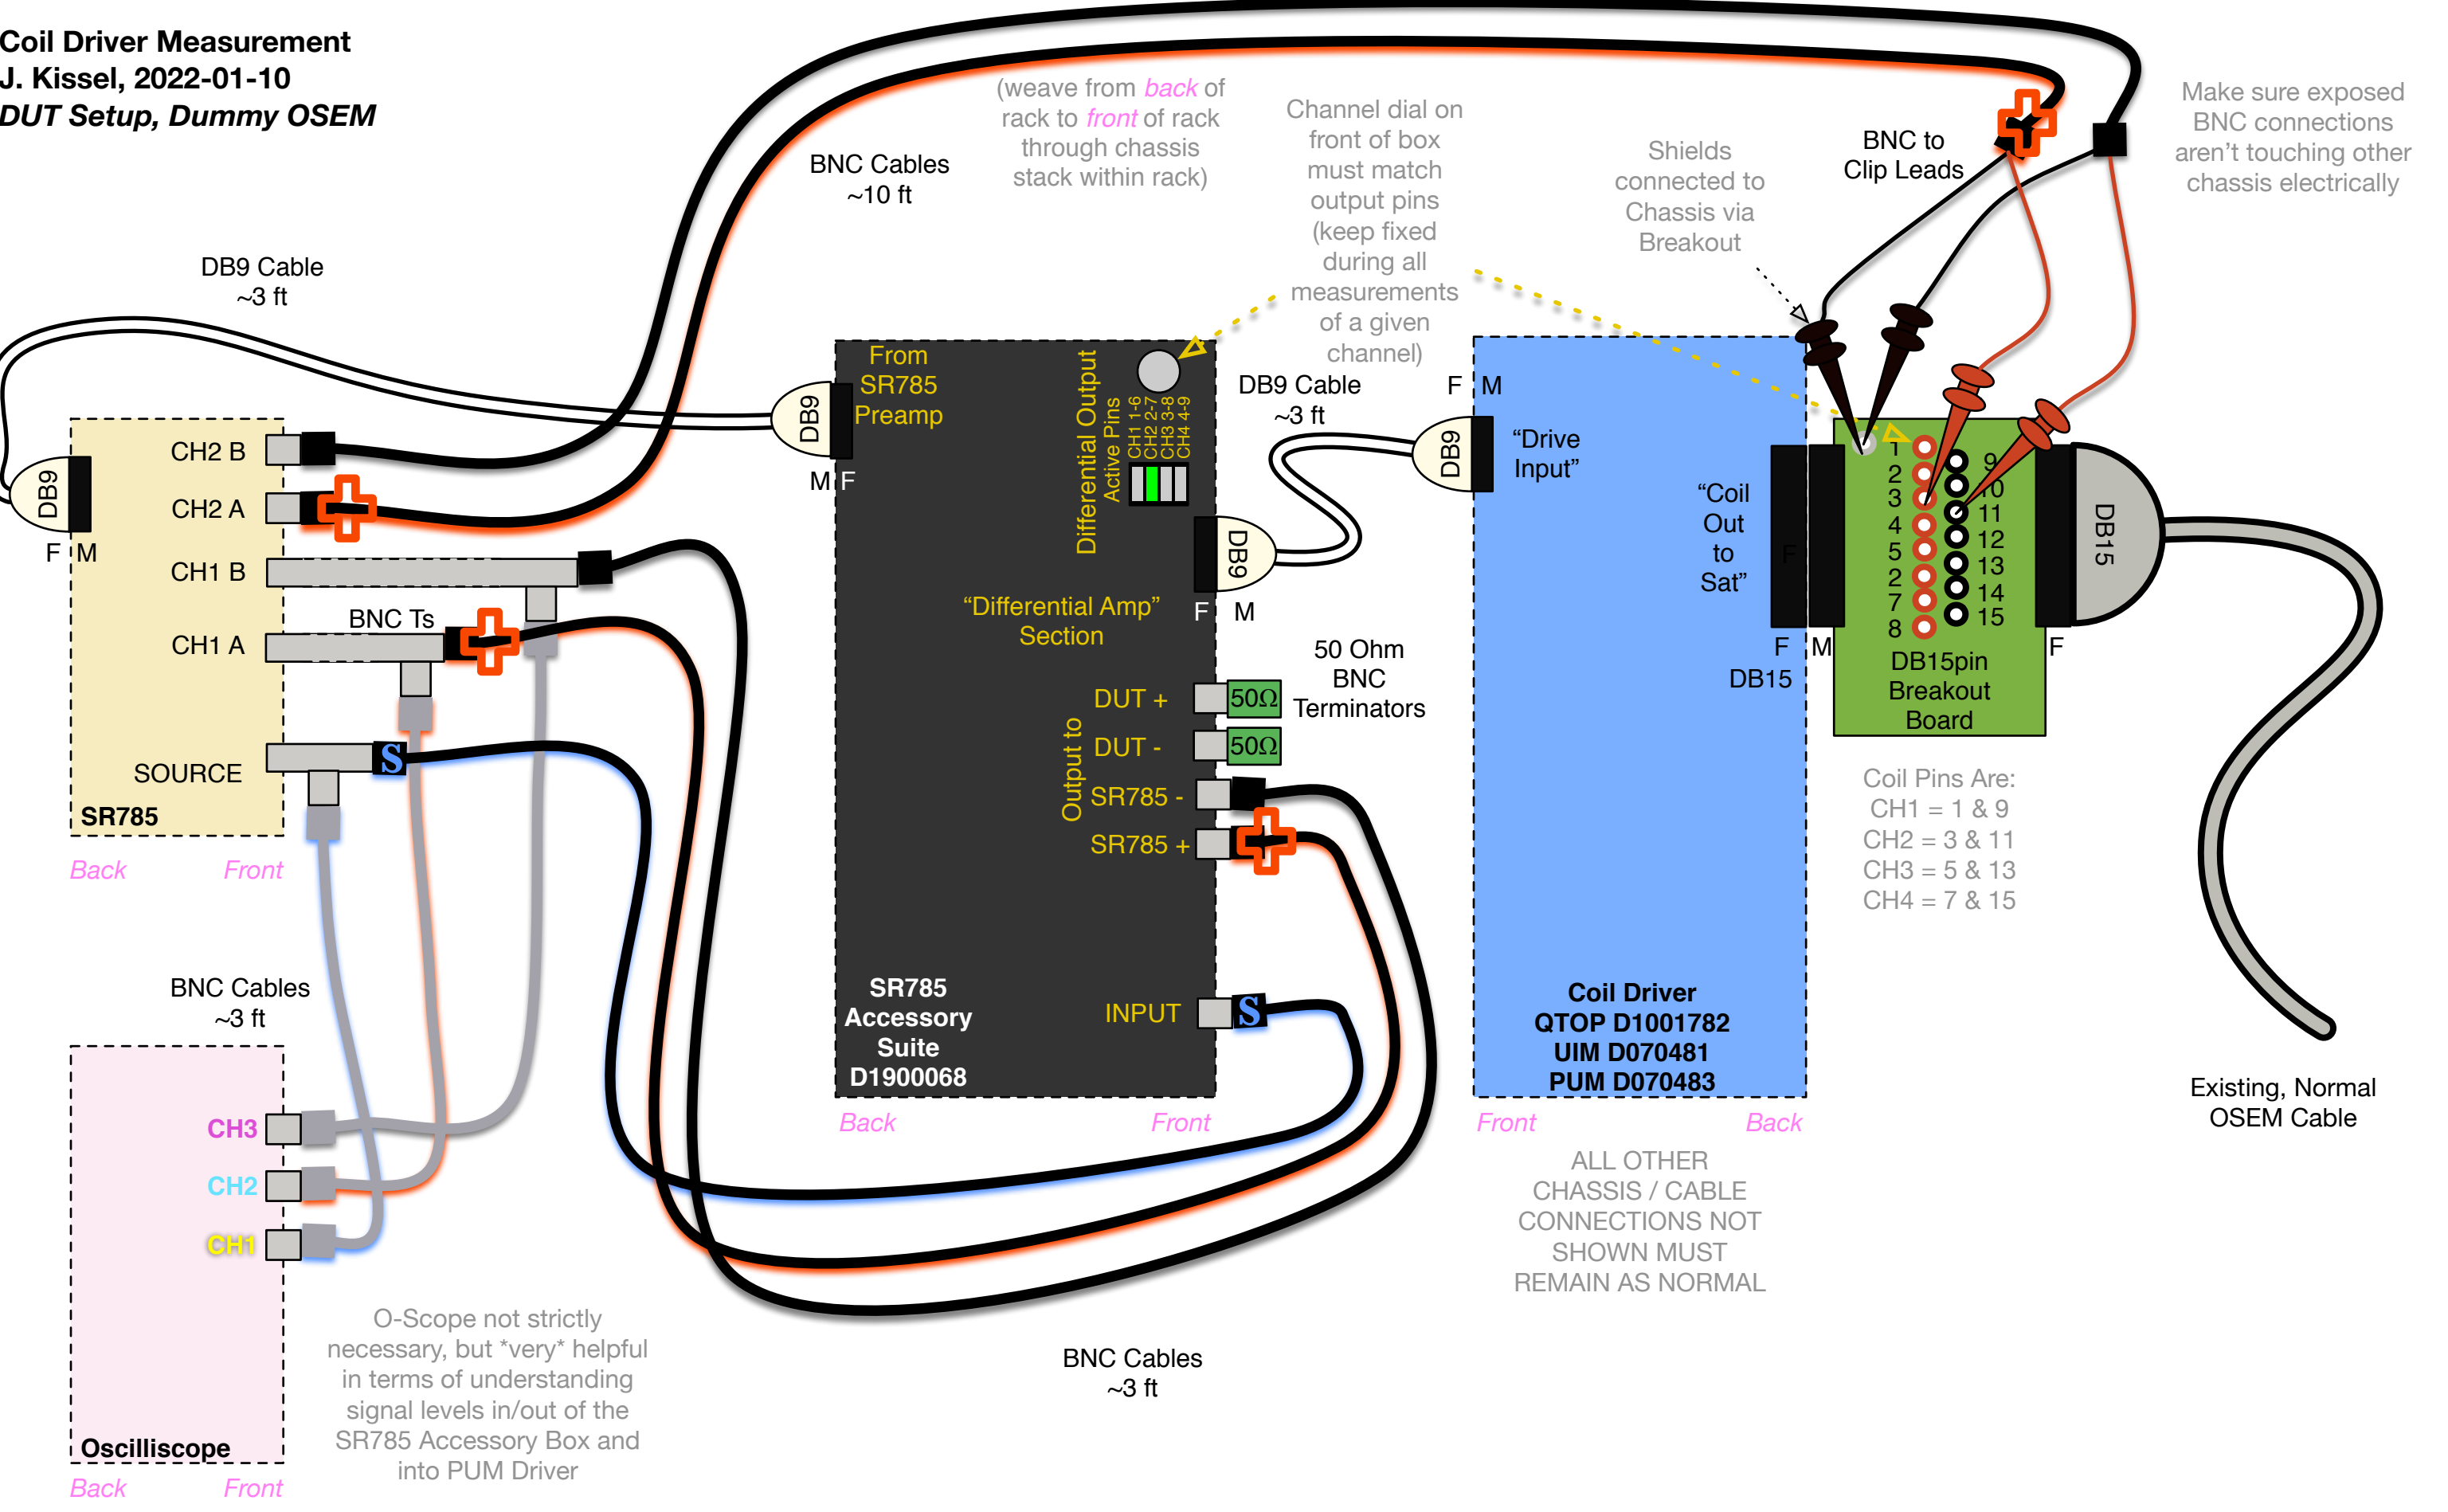 Coil Driver Measurement
J. Kissel, 2022-01-10
DUT Setup, Dummy OSEM
(weave from back of
rack to front of rack
through chassis
stack within rack)
BNC Cables
~10 ft
Channel dial on
front of box
must match
output pins
(keep fixed
during all
measurements
of a given
channel)
Shields
connected to
Chassis via
Breakout
BNC to
Clip Leads
Make sure exposed
BNC connections
aren't touching other
chassis electrically
DB9 Cable
~3 ft
DB9
F M
CH2 B
CH2 A
CH1 B
CH1 A
BNC Ts
SOURCE
S
SR785
Back
Front
DB9
M F
From
SR785
Preamp
Differential Output
Active Pins
CH1 1-6
CH2 2-7
CH3 3-8
CH4 4-9
DB9
F M
"Differential Amp"
Section
DB9 Cable
~3 ft
50 Ohm
BNC
Terminators
Output to
DUT +
50Ω
DUT -
50Ω
SR785 -
SR785 +
INPUT
S
SR785
Accessory
Suite
D1900068
Back
Front
F M
DB9
"Drive
Input"
"Coil
Out
to
Sat"
F
F M
DB15
Coil Driver
QTOP D1001782
UIM D070481
PUM D070483
Front
Back
ALL OTHER
CHASSIS / CABLE
CONNECTIONS NOT
SHOWN MUST
REMAIN AS NORMAL
1
2
3
4
5
2
7
8
9
10
11
12
13
14
15
DB15pin
Breakout
Board
F
DB15
Coil Pins Are:
CH1 = 1 & 9
CH2 = 3 & 11
CH3 = 5 & 13
CH4 = 7 & 15
Existing, Normal
OSEM Cable
BNC Cables
~3 ft
CH3
CH2
CH1
Oscilliscope
Back
Front
O-Scope not strictly
necessary, but *very* helpful
in terms of understanding
signal levels in/out of the
SR785 Accessory Box and
into PUM Driver
BNC Cables
~3 ft